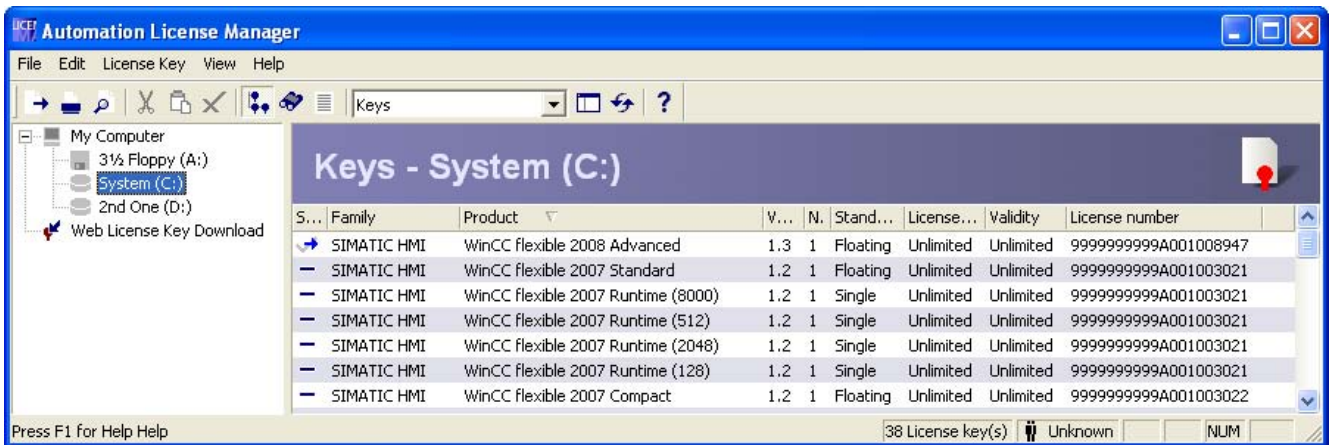 Automation License Manager
File Edit License Key View Help
Keys
My Computer
3½ Floppy (A:)
System (C:)
2nd One (D:)
Web License Key Download
Keys - System (C:)
S... Family Product V... N. Stand... License... Validity License number
SIMATIC HMI WinCC flexible 2008 Advanced 1.3 1 Floating Unlimited Unlimited 9999999999A001008947
SIMATIC HMI WinCC flexible 2007 Standard 1.2 1 Floating Unlimited Unlimited 9999999999A001003021
SIMATIC HMI WinCC flexible 2007 Runtime (8000) 1.2 1 Single Unlimited Unlimited 9999999999A001003021
SIMATIC HMI WinCC flexible 2007 Runtime (512) 1.2 1 Single Unlimited Unlimited 9999999999A001003021
SIMATIC HMI WinCC flexible 2007 Runtime (2048) 1.2 1 Single Unlimited Unlimited 9999999999A001003021
SIMATIC HMI WinCC flexible 2007 Runtime (128) 1.2 1 Single Unlimited Unlimited 9999999999A001003021
SIMATIC HMI WinCC flexible 2007 Compact 1.2 1 Floating Unlimited Unlimited 9999999999A001003022
Press F1 for Help Help 38 License key(s) Unknown NUM